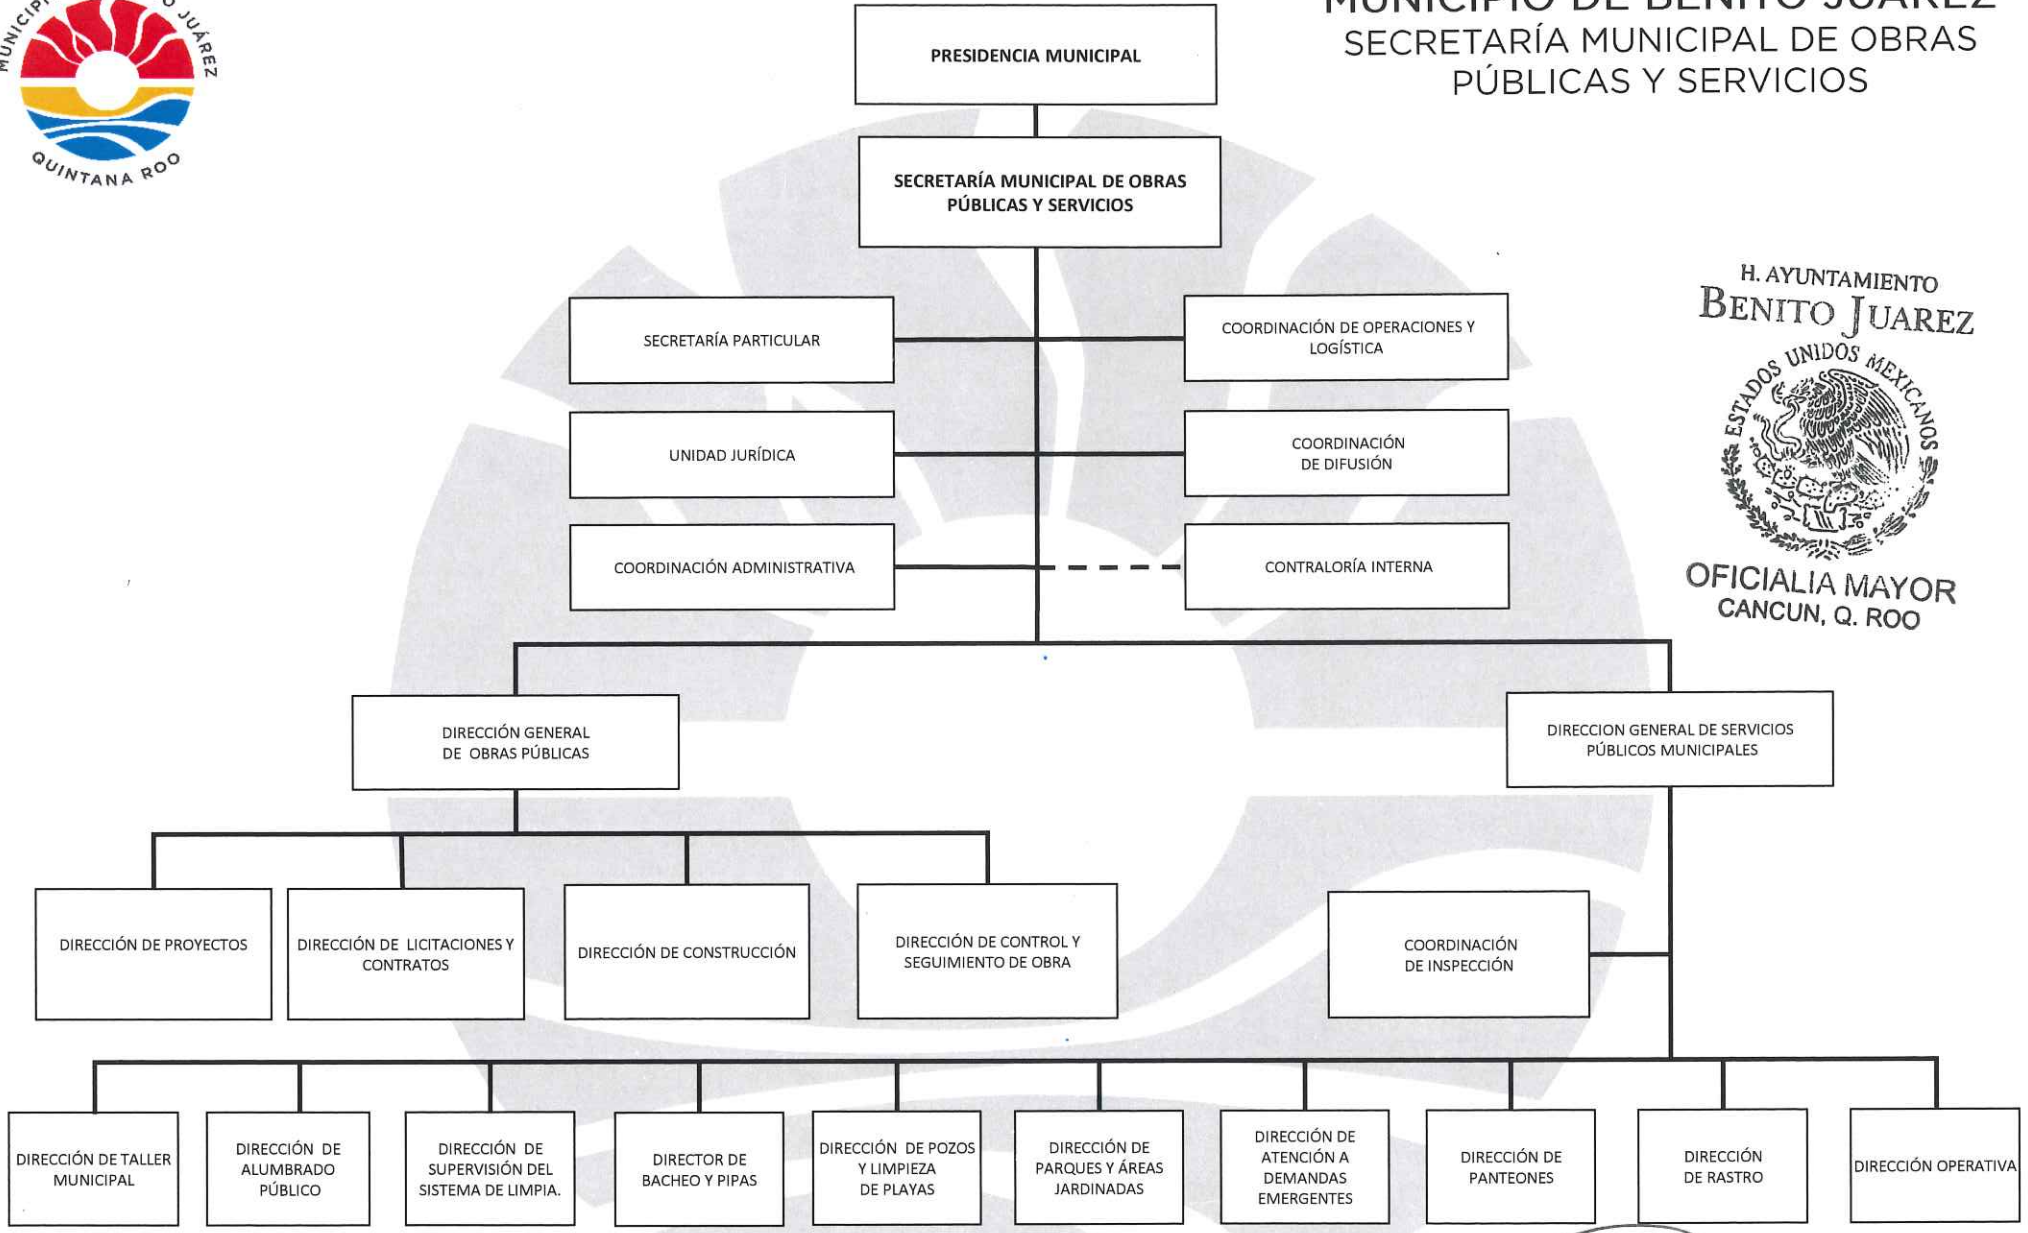 QUINTANA ROO
MUNICIPIO DE BENITO JUÁREZ
SECRETARÍA MUNICIPAL DE OBRAS
PÚBLICAS Y SERVICIOS
PRESIDENCIA MUNICIPAL
SECRETARÍA MUNICIPAL DE OBRAS
PÚBLICAS Y SERVICIOS
H. AYUNTAMIENTO
BENITO JUAREZ
ESTADOS UNIDOS MEXICANOS
OFICIALIA MAYOR
CANCUN, Q. ROO
SECRETARÍA PARTICULAR
COORDINACIÓN DE OPERACIONES Y
LOGÍSTICA
UNIDAD JURÍDICA
COORDINACIÓN
DE DIFUSIÓN
COORDINACIÓN ADMINISTRATIVA
CONTRALORÍA INTERNA
DIRECCIÓN GENERAL
DE OBRAS PÚBLICAS
DIRECCION GENERAL DE SERVICIOS
PÚBLICOS MUNICIPALES
DIRECCIÓN DE PROYECTOS
DIRECCIÓN DE LICITACIONES Y
CONTRATOS
DIRECCIÓN DE CONSTRUCCIÓN
DIRECCIÓN DE CONTROL Y
SEGUIMIENTO DE OBRA
COORDINACIÓN
DE INSPECCIÓN
DIRECCIÓN DE TALLER
MUNICIPAL
DIRECCIÓN DE
ALUMBRADO
PÚBLICO
DIRECCIÓN DE
SUPERVISIÓN DEL
SISTEMA DE LIMPIA.
DIRECTOR DE
BACHEO Y PIPAS
DIRECCIÓN DE POZOS
Y LIMPIEZA
DE PLAYAS
DIRECCIÓN DE
PARQUES Y ÁREAS
JARDINADAS
DIRECCIÓN DE
ATENCIÓN A
DEMANDAS
EMERGENTES
DIRECCIÓN DE
PANTEONES
DIRECCIÓN
DE RASTRO
DIRECCIÓN OPERATIVA